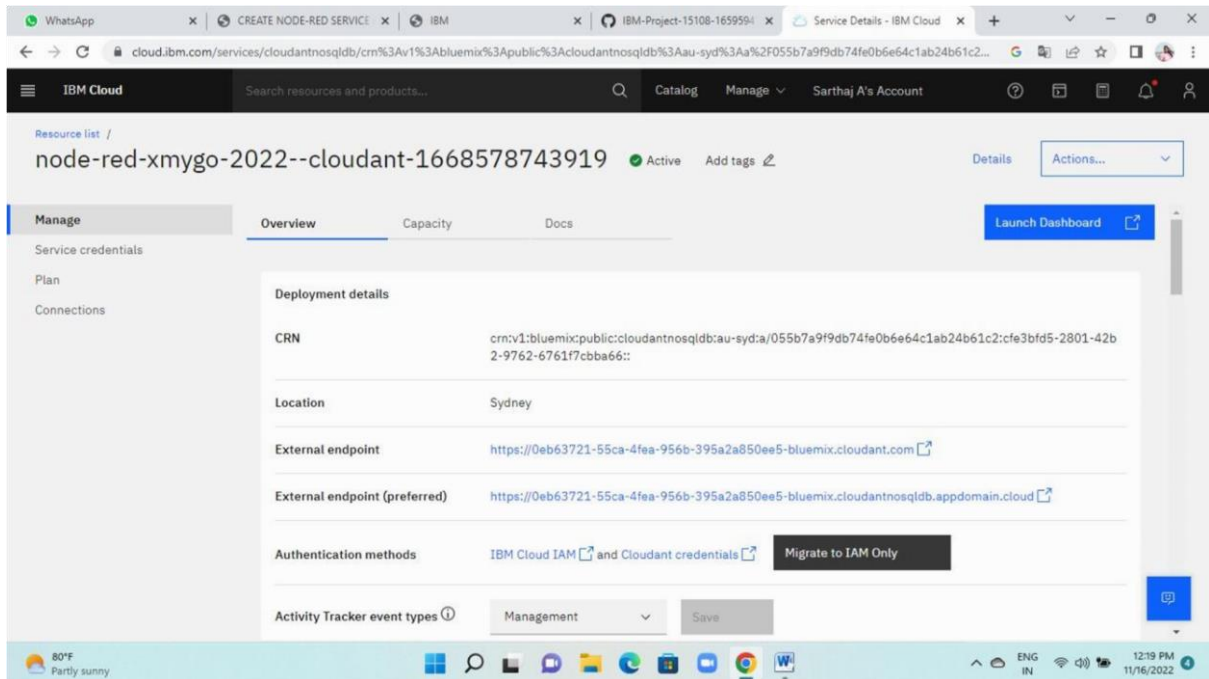 WhatsApp
CREATE NODE-RED SERVICE
IBM
IBM-Project-15108-1659594
Service Details - IBM Cloud
cloud.ibm.com/services/cloudantnosqldb/crn%3Av1%3Abluemix%3Apublic%3Acloudantnosqldb%3Aau-syd%3Aa%2F055b7a9f9db74fe0b6e64c1ab24b61c2...
IBM Cloud
Search resources and products...
Catalog
Manage
Sarthaj A's Account
Resource list /
node-red-xmygo-2022--cloudant-1668578743919
Active
Add tags
Details
Actions...
Manage
Service credentials
Plan
Connections
Overview
Capacity
Docs
Launch Dashboard
Deployment details
CRN
crn:v1:bluemix:public:cloudantnosqldb:au-syd:a/055b7a9f9db74fe0b6e64c1ab24b61c2:cfe3bfd5-2801-42b
2-9762-6761f7cbba66::
Location
Sydney
External endpoint
https://0eb63721-55ca-4fea-956b-395a2a850ee5-bluemix.cloudant.com
External endpoint (preferred)
https://0eb63721-55ca-4fea-956b-395a2a850ee5-bluemix.cloudantnosqldb.appdomain.cloud
Authentication methods
IBM Cloud IAM and Cloudant credentials
Migrate to IAM Only
Activity Tracker event types
Management
Save
80°F
Partly sunny
ENG
IN
12:19 PM
11/16/2022
4